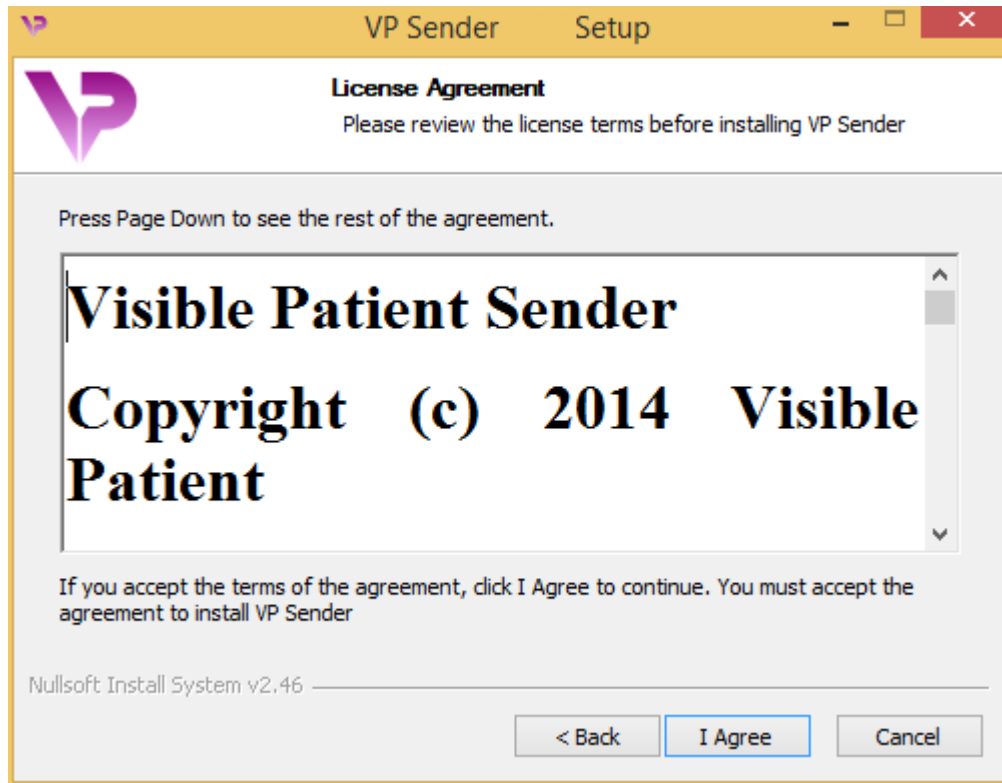 VP Sender Setup
VP
License Agreement
Please review the license terms before installing VP Sender
Press Page Down to see the rest of the agreement.
Visible Patient Sender
Copyright (c) 2014 Visible
Patient
If you accept the terms of the agreement, click I Agree to continue. You must accept the
agreement to install VP Sender
Nullsoft Install System v2.46
< Back I Agree Cancel